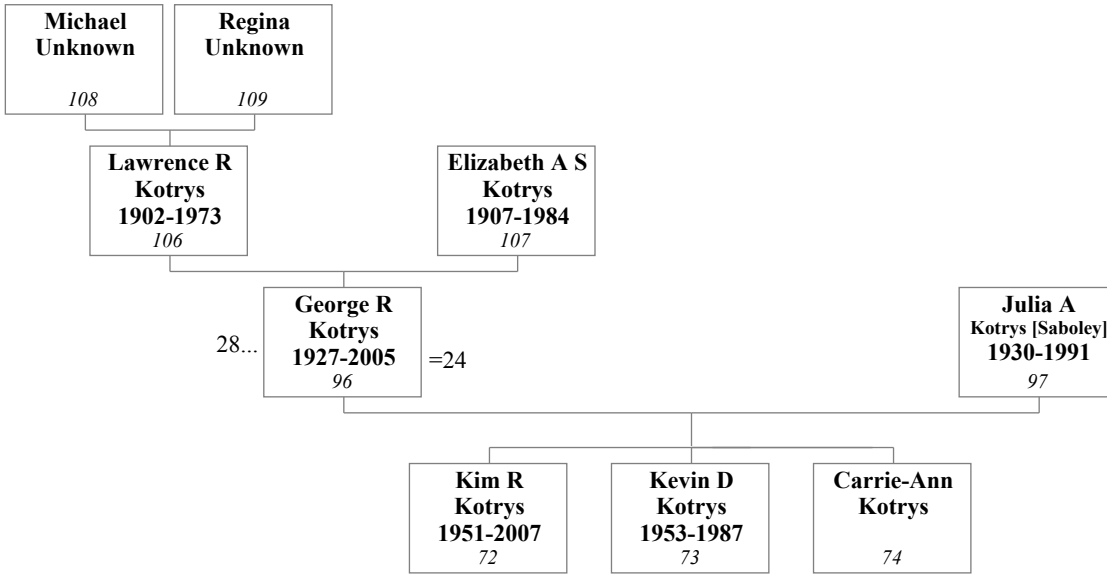 Michael
Unknown
108
Regina
Unknown
109
Lawrence R
Kotrys
1902-1973
106
Elizabeth A S
Kotrys
1907-1984
107
28...
George R
Kotrys
1927-2005
96
=24
Julia A
Kotrys [Saboley]
1930-1991
97
Kim R
Kotrys
1951-2007
72
Kevin D
Kotrys
1953-1987
73
Carrie-Ann
Kotrys
74